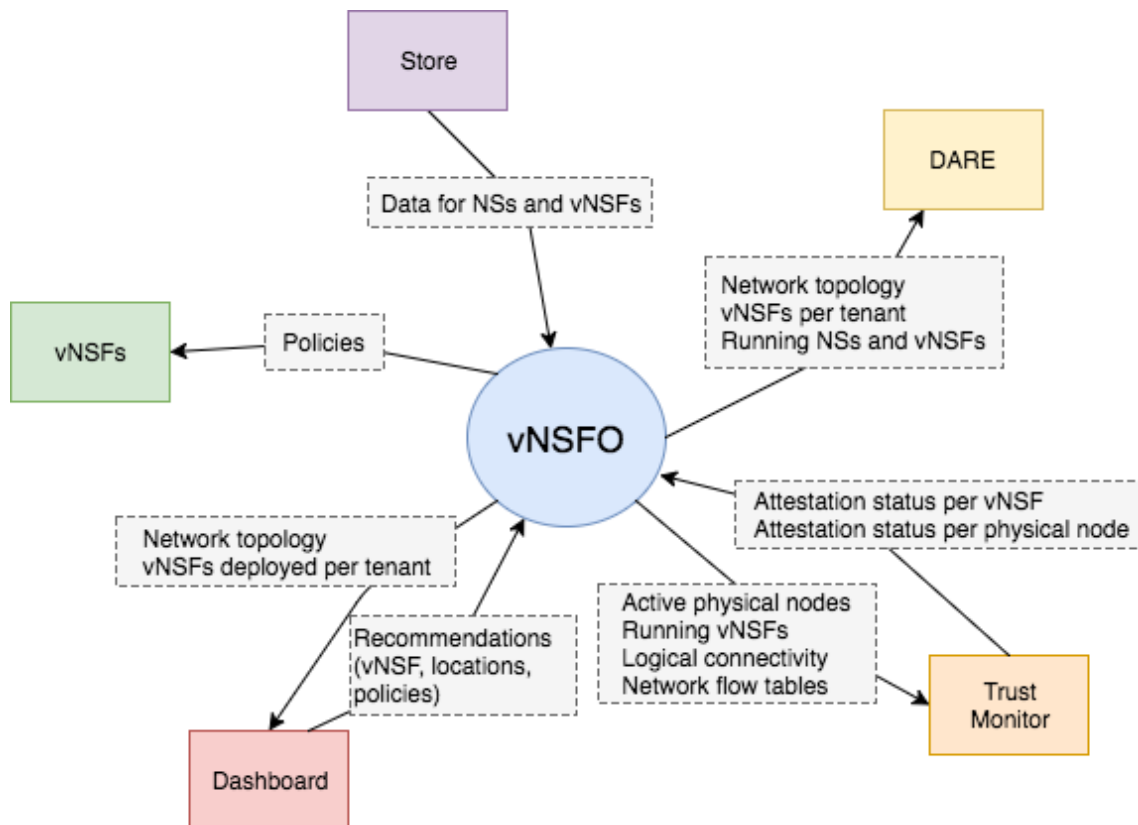 Store
DARE
Data for NSs and vNSFs
Network topology
vNSFs per tenant
Running NSs and vNSFs
vNSFs
Policies
vNSFO
Attestation status per vNSF
Attestation status per physical node
Network topology
vNSFs deployed per tenant
Active physical nodes
Running vNSFs
Logical connectivity
Network flow tables
Recommendations
(vNSF, locations,
policies)
Trust
Monitor
Dashboard